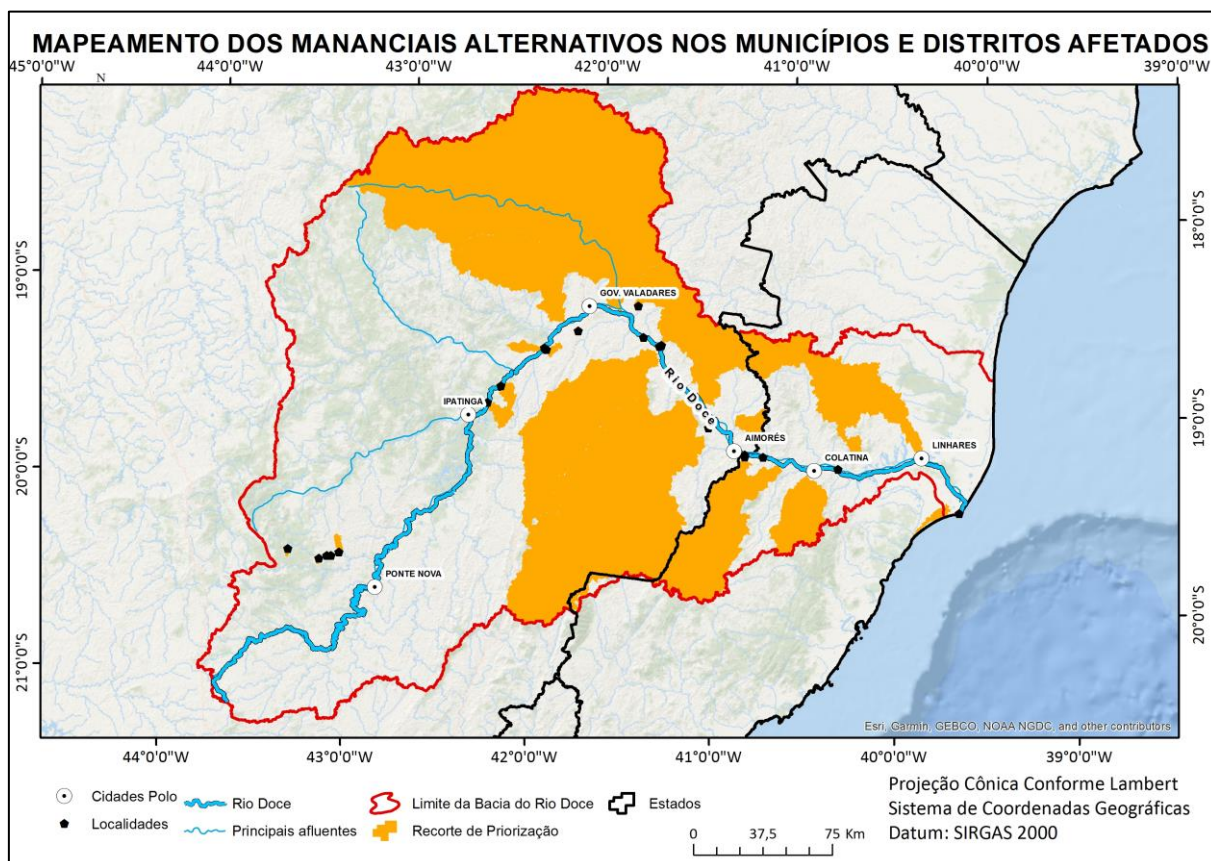 MAPEAMENTO DOS MANANCIAIS ALTERNATIVOS NOS MUNICÍPIOS E DISTRITOS AFETADOS
45°0'0"W 44°0'0"W 43°0'0"W 42°0'0"W 41°0'0"W 40°0'0"W 39°0'0"W
N
18°0'0"S
19°0'0"S
GOV. VALADARES
Rio Doce
IPATINGA
19°0'0"S
AIMORÉS
LINHARES
COLATINA
20°0'0"S
PONTE NOVA
20°0'0"S
21°0'0"S
Esri, Garmin, GEBCO, NOAA NGDC, and other contributors
44°0'0"W 43°0'0"W 42°0'0"W 41°0'0"W 40°0'0"W 39°0'0"W
Cidades Polo Rio Doce Limite da Bacia do Rio Doce Estados
Localidades Principais afluentes Recorte de Priorização
0 37,5 75 Km
Projeção Cônica Conforme Lambert
Sistema de Coordenadas Geográficas
Datum: SIRGAS 2000